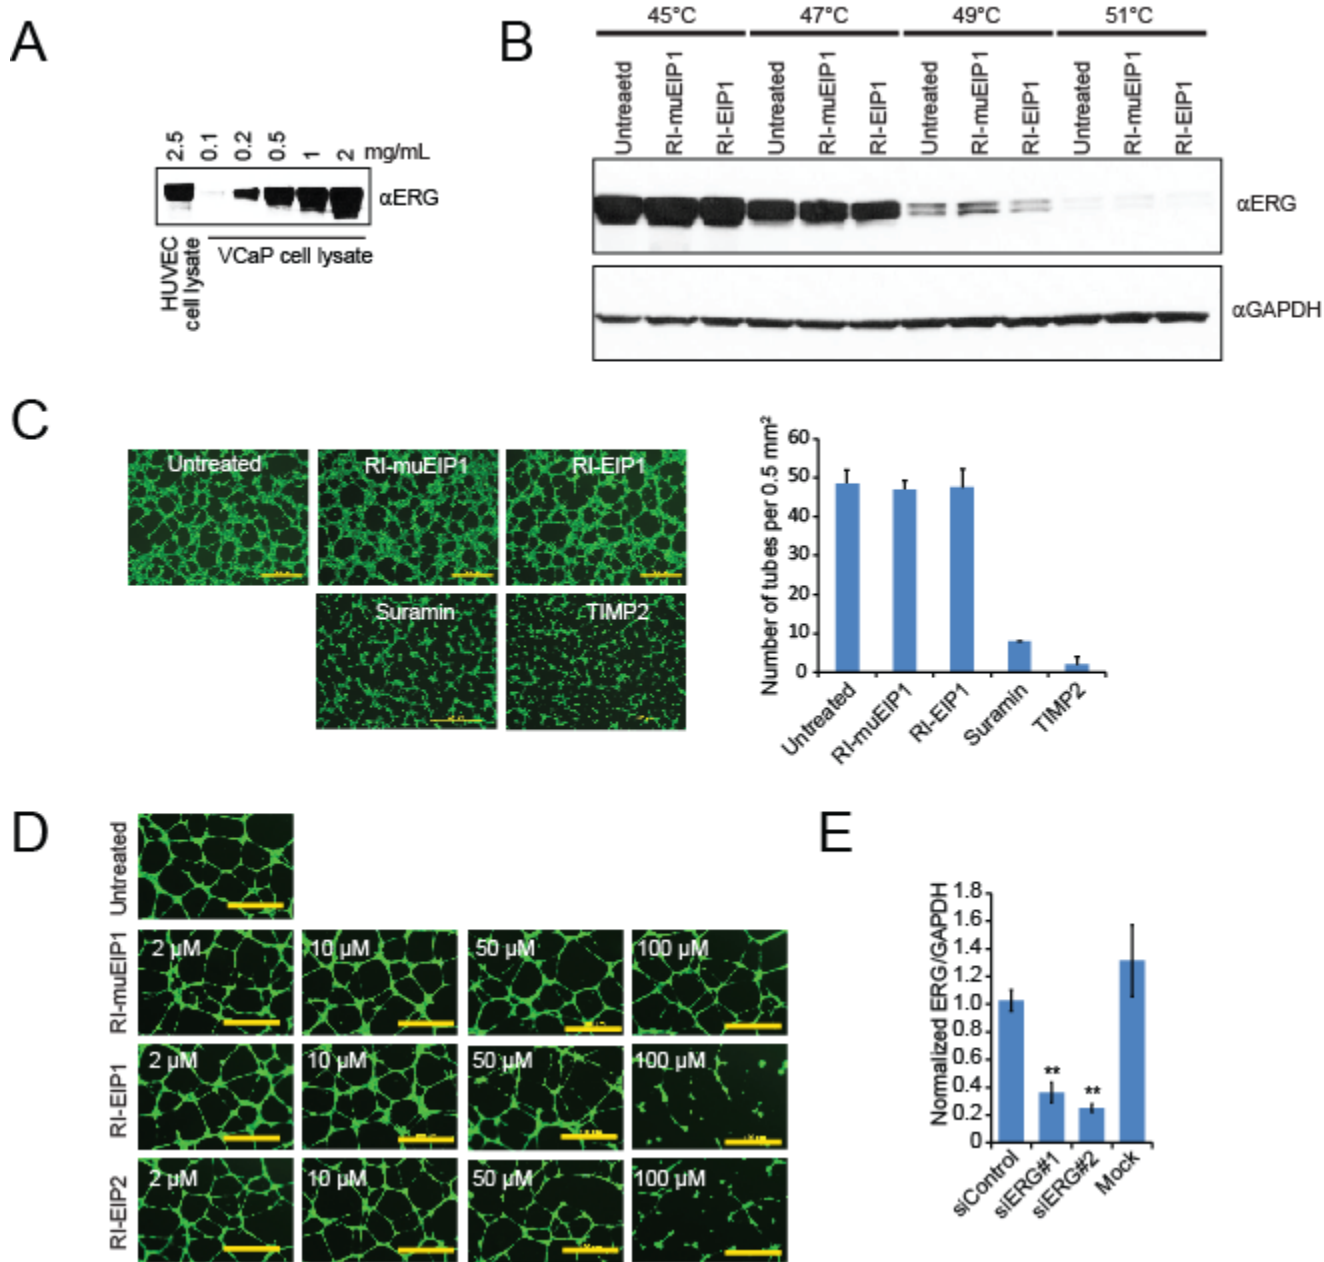 A
2.5
0.1
0.2
0.5
1
2
mg/mL
αERG
HUVEC
cell lysate
VCaP cell lysate
B
45°C
47°C
49°C
51°C
Untreaetd
RI-muEIP1
RI-EIP1
Untreated
RI-muEIP1
RI-EIP1
Untreated
RI-muEIP1
RI-EIP1
Untreated
RI-muEIP1
RI-EIP1
αERG
αGAPDH
C
Untreated
RI-muEIP1
RI-EIP1
Suramin
TIMP2
Number of tubes per 0.5 mm²
60
50
40
30
20
10
0
Untreated
RI-muEIP1
RI-EIP1
Suramin
TIMP2
D
Untreated
RI-muEIP1
2 µM
10 µM
50 µM
100 µM
RI-EIP1
2 µM
10 µM
50 µM
100 µM
RI-EIP2
2 µM
10 µM
50 µM
100 µM
E
Normalized ERG/GAPDH
1.8
1.6
1.4
1.2
1.0
0.8
0.6
0.4
0.2
0
**
**
siControl
siERG#1
siERG#2
Mock